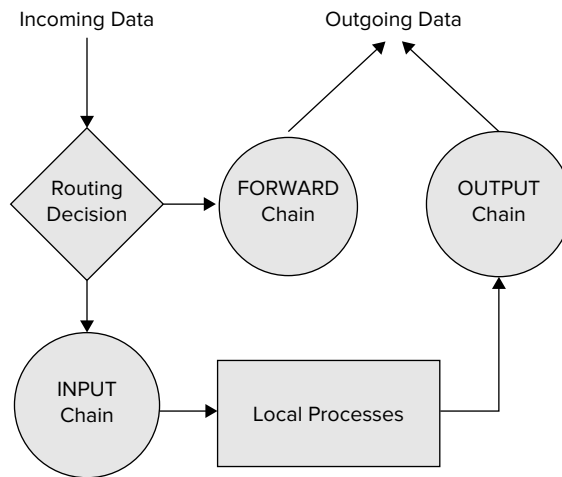 Incoming Data
Outgoing Data
Routing
Decision
FORWARD
Chain
OUTPUT
Chain
INPUT
Chain
Local Processes